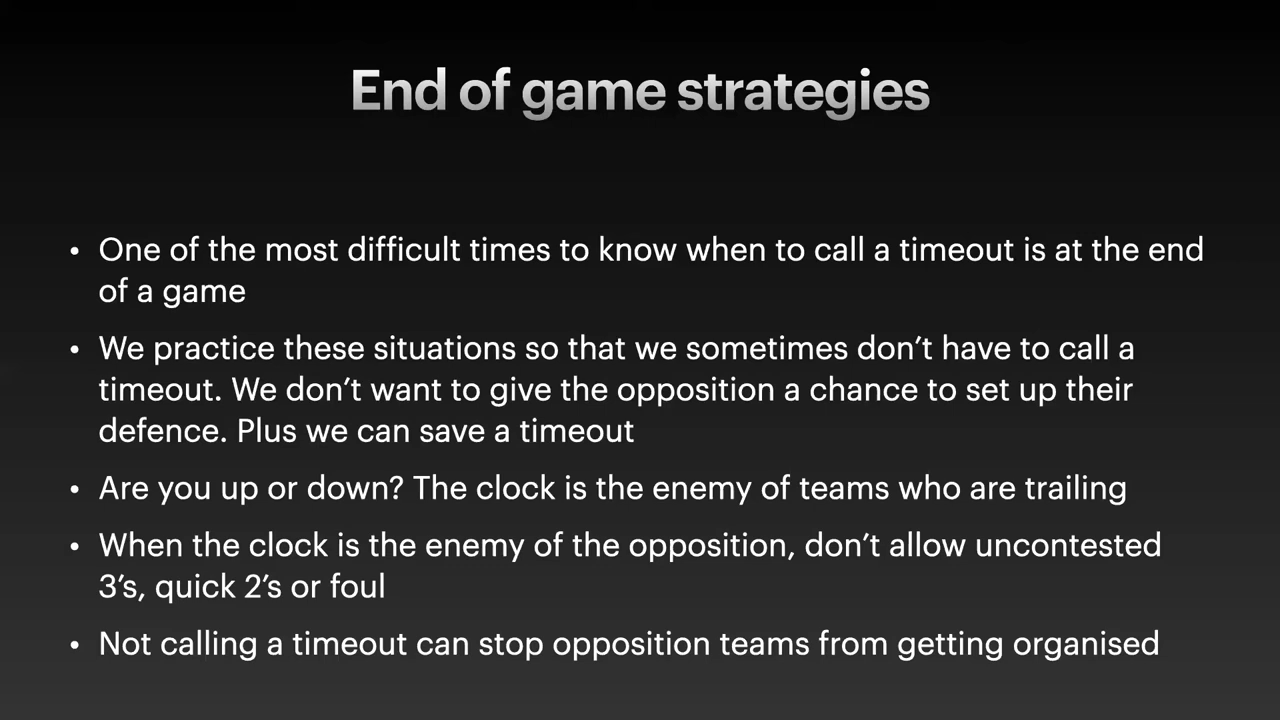 End of game strategies
• One of the most difficult times to know when to call a timeout is at the end
of a game
• We practice these situations so that we sometimes don’t have to call a
timeout. We don’t want to give the opposition a chance to set up their
defence. Plus we can save a timeout
• Are you up or down? The clock is the enemy of teams who are trailing
• When the clock is the enemy of the opposition, don’t allow uncontested
3’s, quick 2’s or foul
• Not calling a timeout can stop opposition teams from getting organised